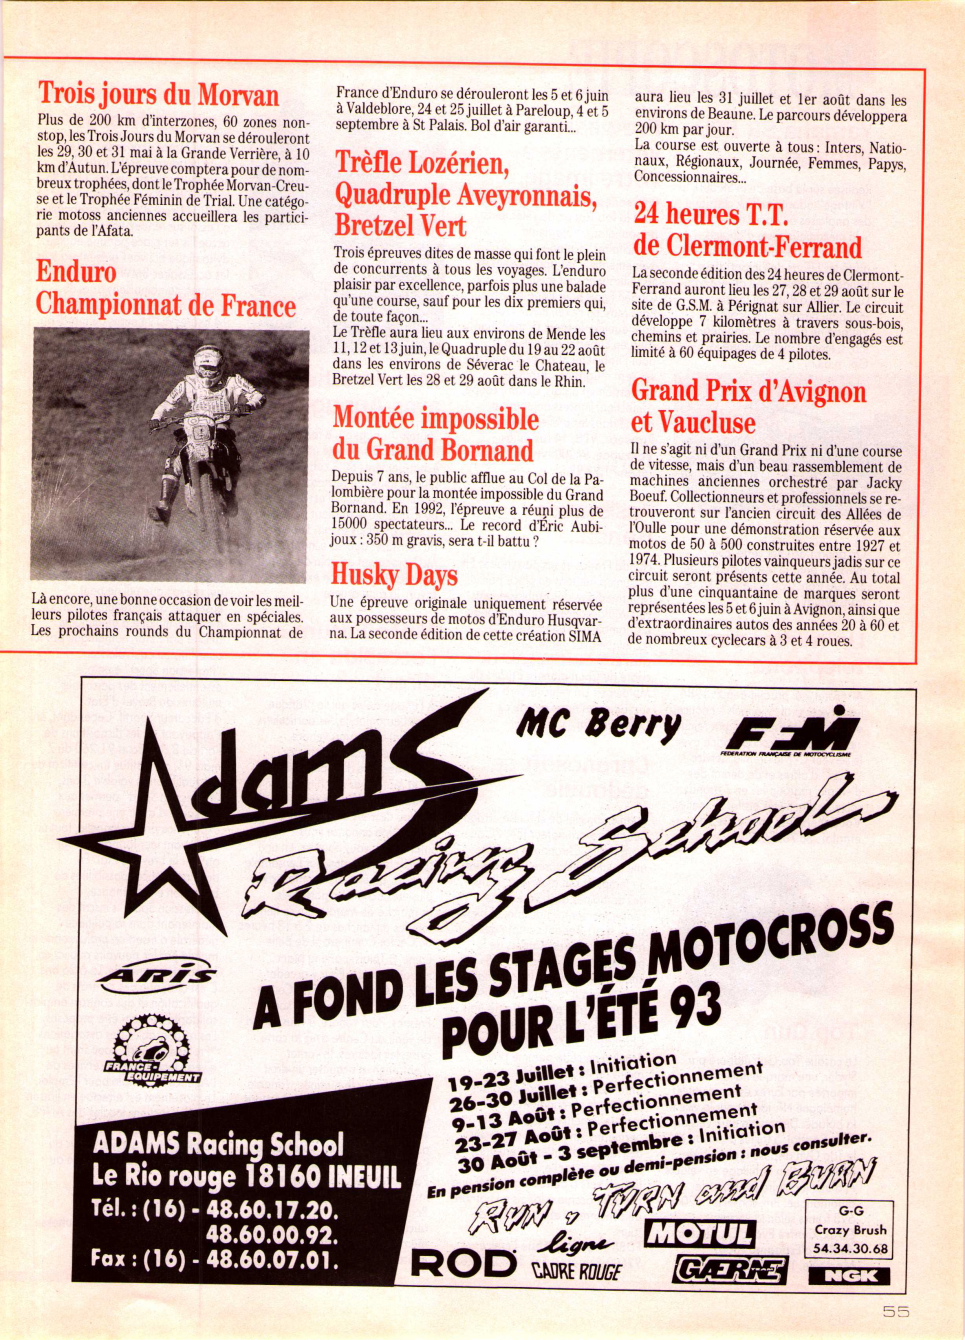 Trois jours du Morvan
Plus de 200 km d'interzones, 60 zones non-
stop, les Trois Jours du Morvan se dérouleront
les 29, 30 et 31 mai à la Grande Verrière, à 10
km d'Autun. L'épreuve comptera pour de nom-
breux trophées, dont le Trophée Morvan-Creu-
se et le Trophée Féminin de Trial. Une catégo-
rie motoss anciennes accueillera les partici-
pants de l'Afata.
Enduro
Championnat de France
Là encore, une bonne occasion de voir les meil-
leurs pilotes français attaquer en spéciales.
Les prochains rounds du Championnat de
France d'Enduro se dérouleront les 5 et 6 juin
à Valdeblore, 24 et 25 juillet à Pareloup, 4 et 5
septembre à St Palais. Bol d'air garanti...
Trèfle Lozérien,
Quadruple Aveyronnais,
Bretzel Vert
Trois épreuves dites de masse qui font le plein
de concurrents à tous les voyages. L'enduro
plaisir par excellence, parfois plus une balade
qu'une course, sauf pour les dix premiers qui,
de toute façon...
Le Trèfle aura lieu aux environs de Mende les
11, 12 et 13 juin, le Quadruple du 19 au 22 août
dans les environs de Séverac le Chateau, le
Bretzel Vert les 28 et 29 août dans le Rhin.
Montée impossible
du Grand Bornand
Depuis 7 ans, le public afflue au Col de la Pa-
lombière pour la montée impossible du Grand
Bornand. En 1992, l'épreuve a réuni plus de
15000 spectateurs... Le record d'Éric Aubi-
joux : 350 m gravis, sera t-il battu ?
Husky Days
Une épreuve originale uniquement réservée
aux possesseurs de motos d'Enduro Husqvar-
na. La seconde édition de cette création SIMA
aura lieu les 31 juillet et 1er août dans les
environs de Beaune. Le parcours développera
200 km par jour.
La course est ouverte à tous : Inters, Natio-
naux, Régionaux, Journée, Femmes, Papys,
Concessionnaires...
24 heures T.T.
de Clermont-Ferrand
La seconde édition des 24 heures de Clermont-
Ferrand auront lieu les 27, 28 et 29 août sur le
site de G.S.M. à Pérignat sur Allier. Le circuit
développe 7 kilomètres à travers sous-bois,
chemins et prairies. Le nombre d'engagés est
limité à 60 équipages de 4 pilotes.
Grand Prix d'Avignon
et Vaucluse
Il ne s'agit ni d'un Grand Prix ni d'une course
de vitesse, mais d'un beau rassemblement de
machines anciennes orchestré par Jacky
Boeuf. Collectionneurs et professionnels se re-
trouveront sur l'ancien circuit des Allées de
l'Oulle pour une démonstration réservée aux
motos de 50 à 500 construites entre 1927 et
1974. Plusieurs pilotes vainqueurs jadis sur ce
circuit seront présents cette année. Au total
plus d'une cinquantaine de marques seront
représentées les 5 et 6 juin à Avignon, ainsi que
d'extraordinaires autos des années 20 à 60 et
de nombreux cyclecars à 3 et 4 roues.
Adams
MC Berry
FFM
FEDERATION FRANÇAISE DE MOTOCYCLISME
Racing School
ARIS
FRANCE-
EQUIPEMENT
A FOND LES STAGES MOTOCROSS
POUR L'ÉTÉ 93
19-23 Juillet : Initiation
26-30 Juillet : Perfectionnement
9-13 Août : Perfectionnement
23-27 Août : Perfectionnement
30 Août - 3 septembre : Initiation
En pension complète ou demi-pension : nous consulter.
RUN, TURN and BURN
ADAMS Racing School
Le Rio rouge 18160 INEUIL
Tél. : (16) - 48.60.17.20.
48.60.00.92.
Fax : (16) - 48.60.07.01.
ROD
ligne
CADRE ROUGE
MOTUL
GÆRNE
G-G
Crazy Brush
54.34.30.68
NGK
55